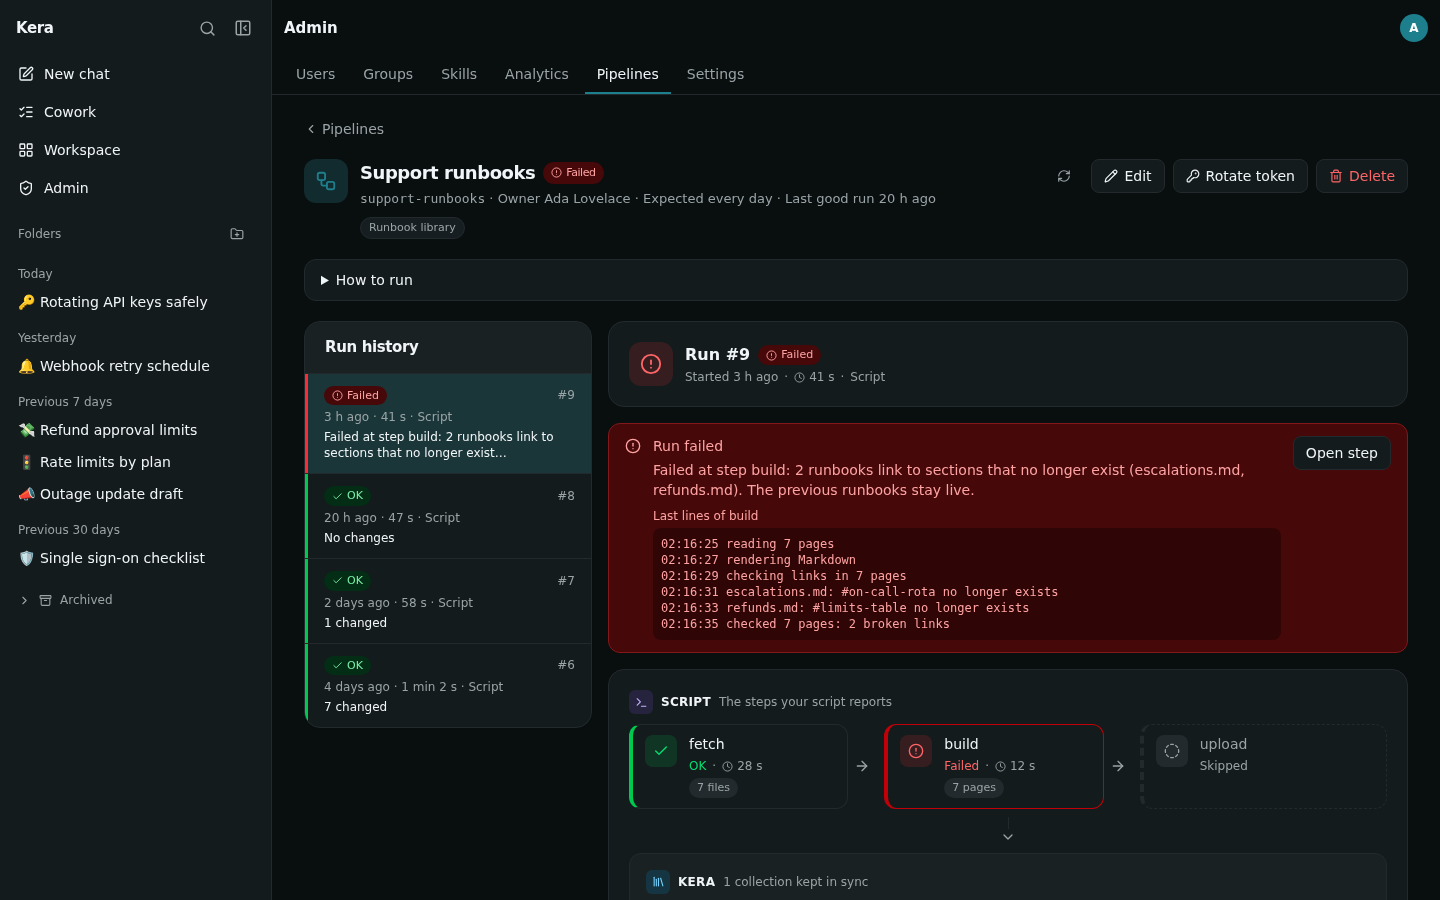 Kera
New chat
Cowork
Workspace
Admin
Folders
Today
🔑 Rotating API keys safely
Yesterday
🔔 Webhook retry schedule
Previous 7 days
💸 Refund approval limits
🚦 Rate limits by plan
📣 Outage update draft
Previous 30 days
🛡️ Single sign-on checklist
Archived
Admin
A
Users Groups Skills Analytics Pipelines Settings
Pipelines
Support runbooks Failed
support-runbooks · Owner Ada Lovelace · Expected every day · Last good run 20 h ago
Runbook library
Edit Rotate token Delete
How to run
Run history
Failed #9
3 h ago · 41 s · Script
Failed at step build: 2 runbooks link to
sections that no longer exist…
OK #8
20 h ago · 47 s · Script
No changes
OK #7
2 days ago · 58 s · Script
1 changed
OK #6
4 days ago · 1 min 2 s · Script
7 changed
Run #9 Failed
Started 3 h ago · 41 s · Script
Run failed
Failed at step build: 2 runbooks link to sections that no longer exist (escalations.md,
refunds.md). The previous runbooks stay live.
Open step
Last lines of build
02:16:25 reading 7 pages
02:16:27 rendering Markdown
02:16:29 checking links in 7 pages
02:16:31 escalations.md: #on-call-rota no longer exists
02:16:33 refunds.md: #limits-table no longer exists
02:16:35 checked 7 pages: 2 broken links
SCRIPT The steps your script reports
fetch
OK · 28 s
7 files
build
Failed · 12 s
7 pages
upload
Skipped
KERA 1 collection kept in sync